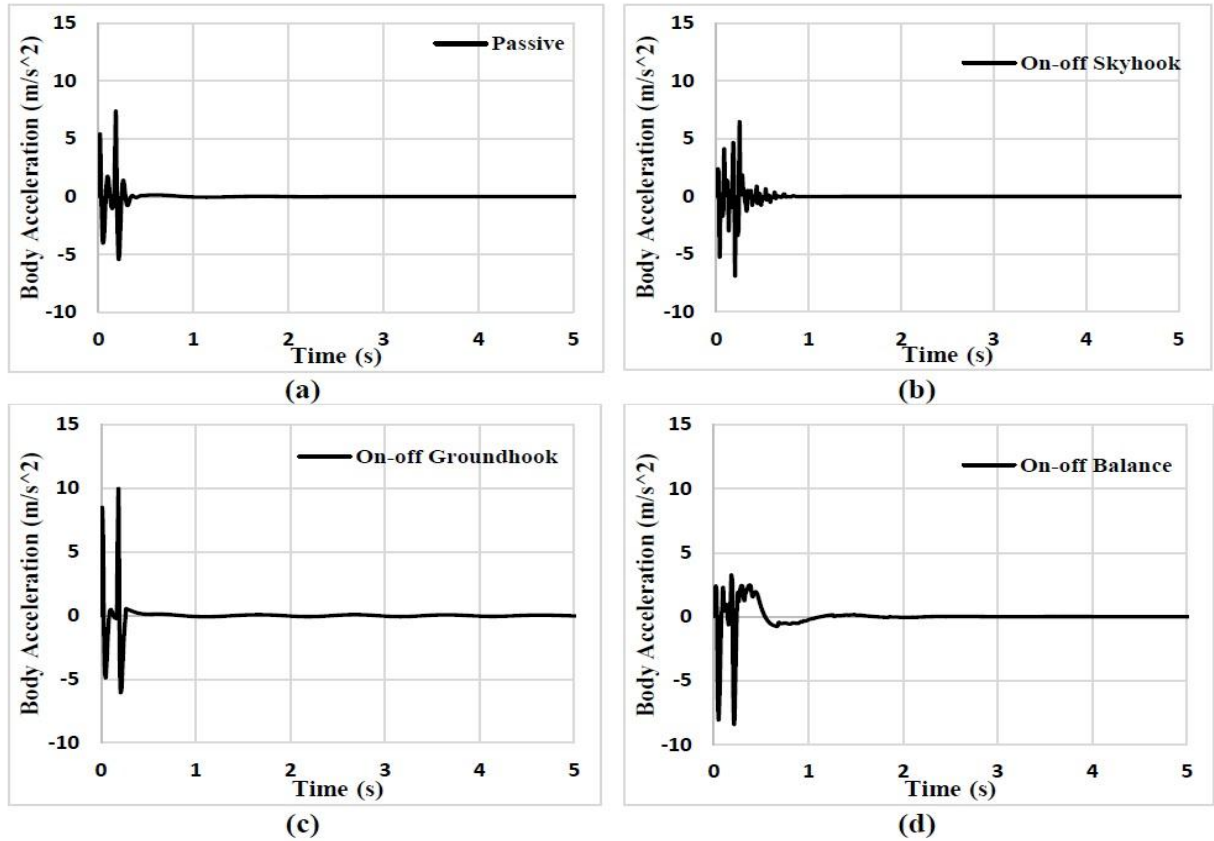 15
10
5
0
-5
-10
Body Acceleration (m/s^2)
Passive
0 1 2 3 4 5
Time (s)
(a)
15
10
5
0
-5
-10
Body Acceleration (m/s^2)
On-off Skyhook
0 1 2 3 4 5
Time (s)
(b)
15
10
5
0
-5
-10
Body Acceleration (m/s^2)
On-off Groundhook
0 1 2 3 4 5
Time (s)
(c)
15
10
5
0
-5
-10
Body Acceleration (m/s^2)
On-off Balance
0 1 2 3 4 5
Time (s)
(d)